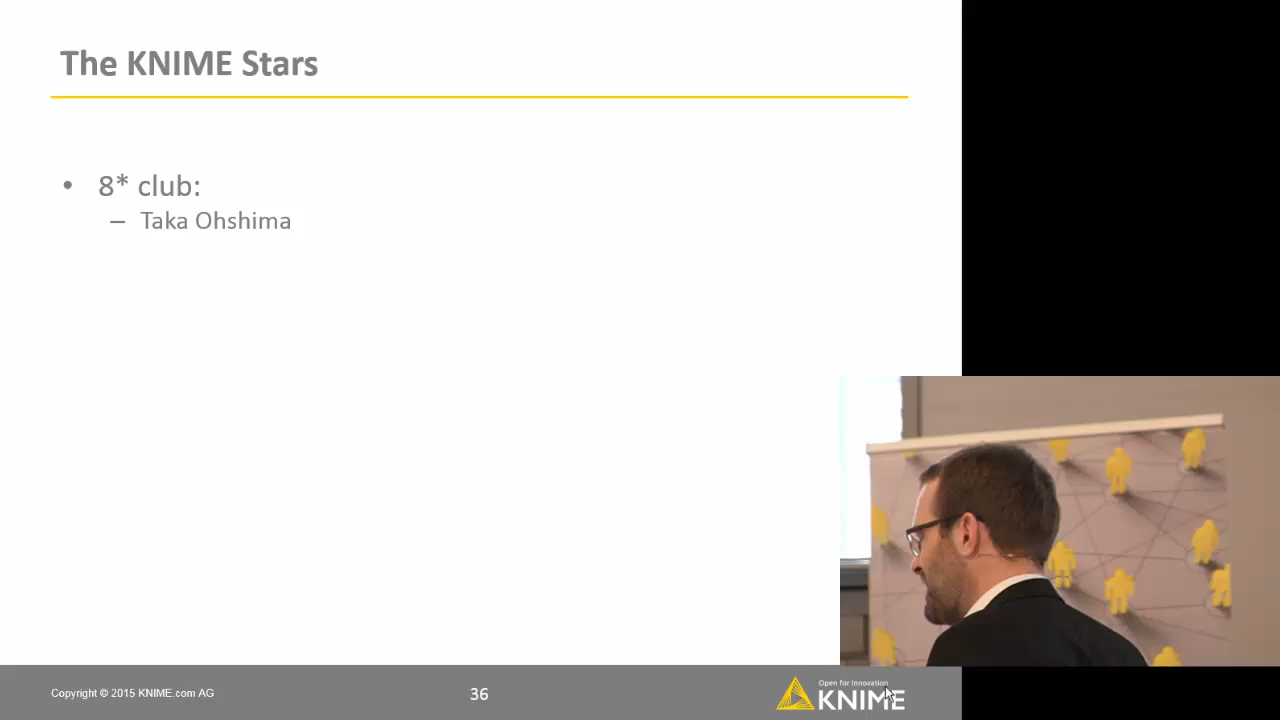 The KNIME Stars
• 8* club:
– Taka Ohshima
Copyright © 2015 KNIME.com AG
36
Open for Innovation
KNIME